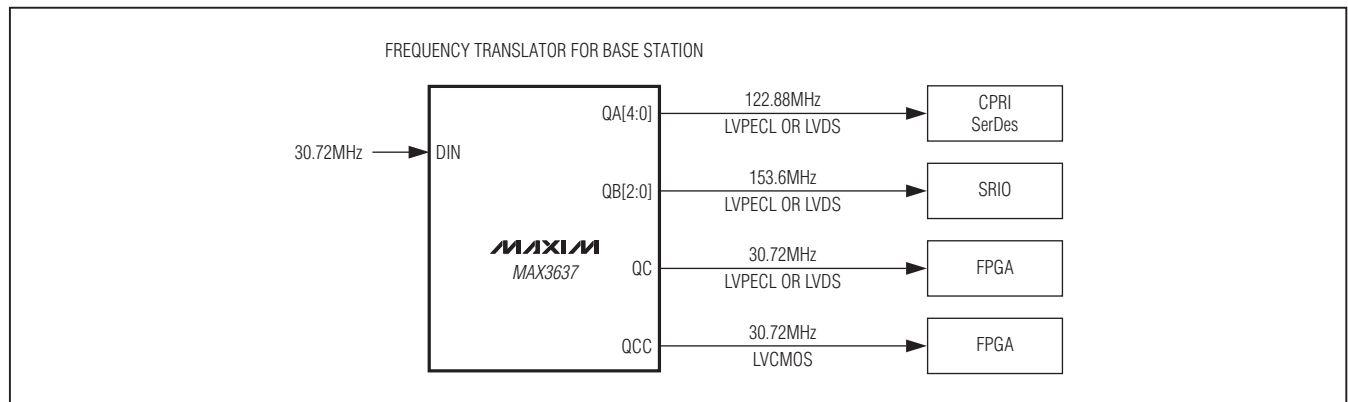 FREQUENCY TRANSLATOR FOR BASE STATION
30.72MHz
DIN
MAXIM
MAX3637
QA[4:0]
122.88MHz
LVPECL OR LVDS
CPRI
SerDes
QB[2:0]
153.6MHz
LVPECL OR LVDS
SRIO
QC
30.72MHz
LVPECL OR LVDS
FPGA
QCC
30.72MHz
LVCMOS
FPGA